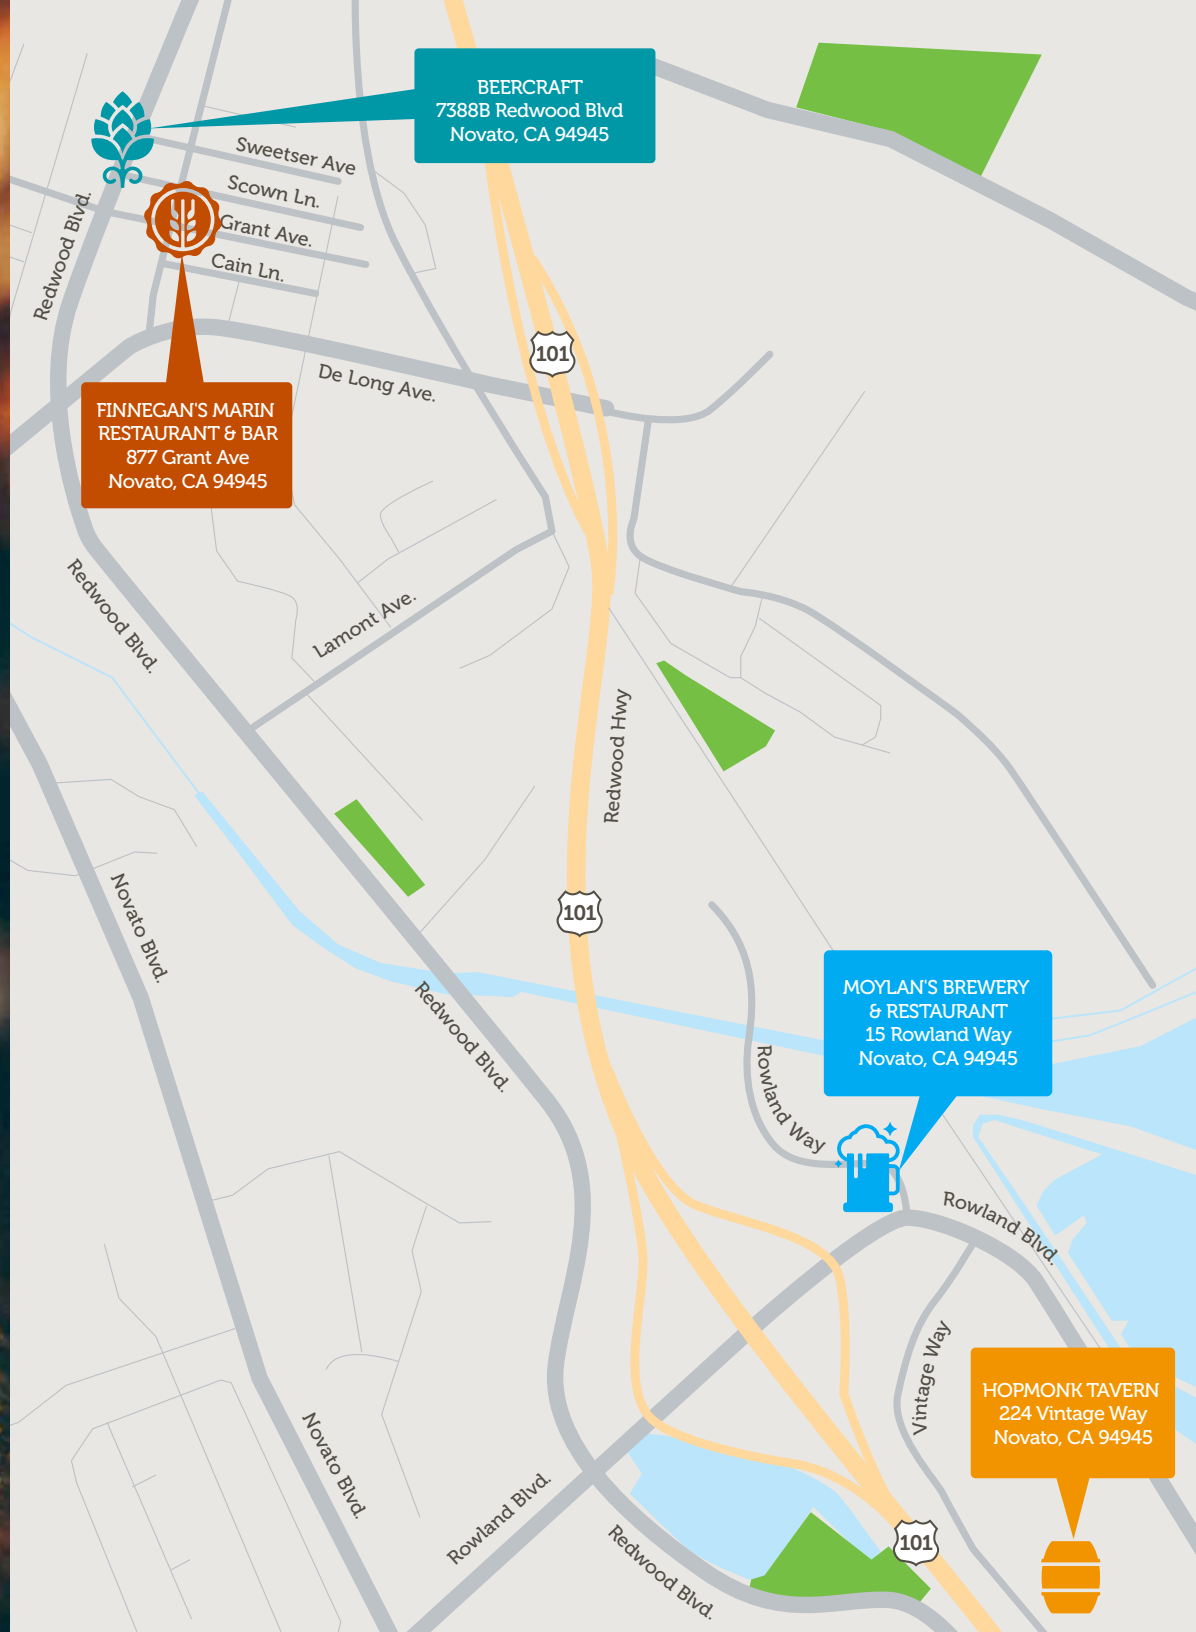 BEERCRAFT
7388B Redwood Blvd
Novato, CA 94945
Sweetser Ave
Scown Ln.
Grant Ave.
Cain Ln.
Redwood Blvd.
101
De Long Ave.
FINNEGAN'S MARIN
RESTAURANT & BAR
877 Grant Ave
Novato, CA 94945
Redwood Blvd.
Lamont Ave.
Redwood Hwy
Novato Blvd.
101
Redwood Blvd.
MOYLAN'S BREWERY
& RESTAURANT
15 Rowland Way
Novato, CA 94945
Rowland Way
Rowland Blvd.
Vintage Way
HOPMONK TAVERN
224 Vintage Way
Novato, CA 94945
Novato Blvd.
Rowland Blvd.
Redwood Blvd.
101